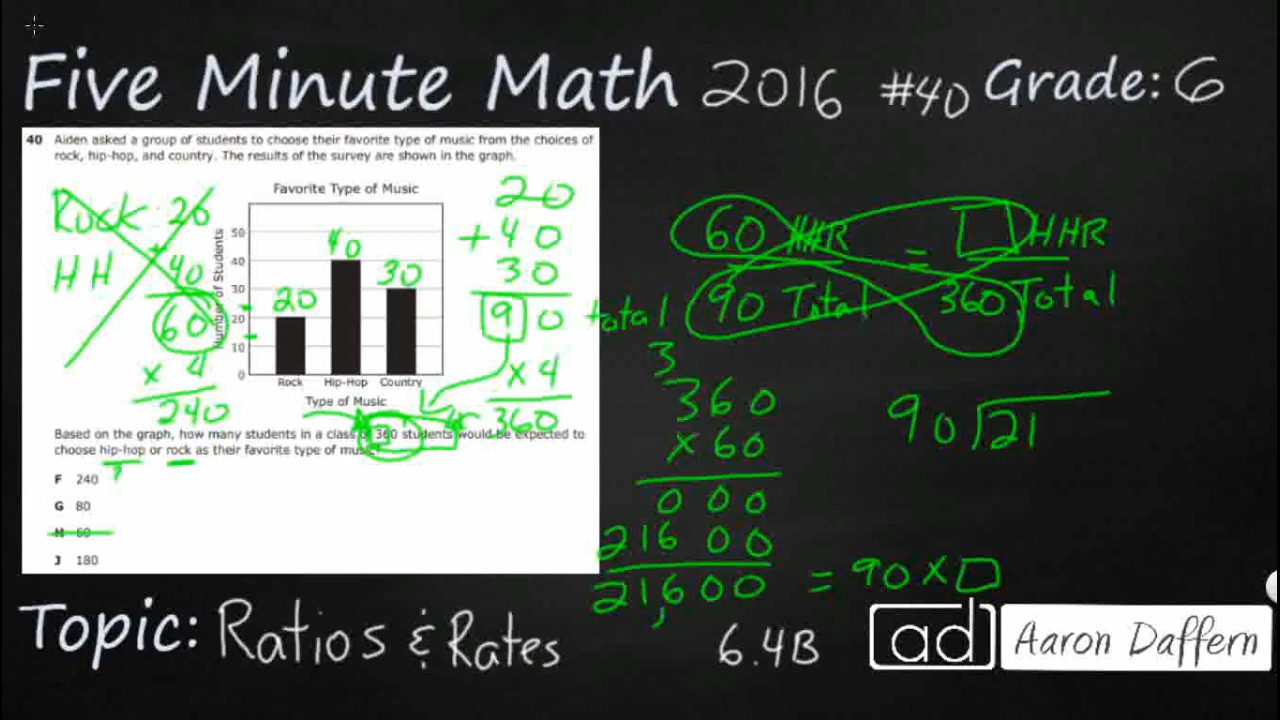 Five Minute Math 2016 #40 Grade: 6
40 Aiden asked a group of students to choose their favorite type of music from the choices of
rock, hip-hop, and country. The results of the survey are shown in the graph.
Favorite Type of Music
Number of Students
50
40
30
20
10
0
20
40
30
Rock Hip-Hop Country
Type of Music
Rock 20
HH 40
60
x 4
240
20
+ 40
30
90 total
x 4
360
Based on the graph, how many students in a class of 360 students would be expected to
choose hip-hop or rock as their favorite type of music?
F 240
G 80
H 60
J 180
60 HHR = □ HHR
90 Total 360 Total
3
360
x 60
000
21600
21,600 = 90 x □
90)21
Topic: Ratios & Rates
6.4B
ad Aaron Daffern